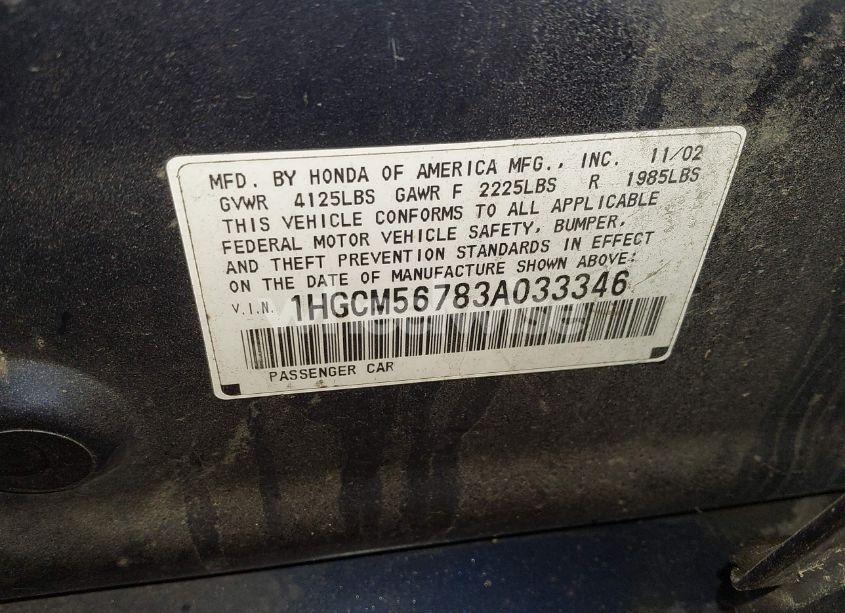 MFD. BY HONDA OF AMERICA MFG., INC. 11/02
GVWR 4125LBS GAWR F 2225LBS R 1985LBS
THIS VEHICLE CONFORMS TO ALL APPLICABLE
FEDERAL MOTOR VEHICLE SAFETY, BUMPER,
AND THEFT PREVENTION STANDARDS IN EFFECT
ON THE DATE OF MANUFACTURE SHOWN ABOVE:
V.I.N. 1HGCM56783A033346
PASSENGER CAR